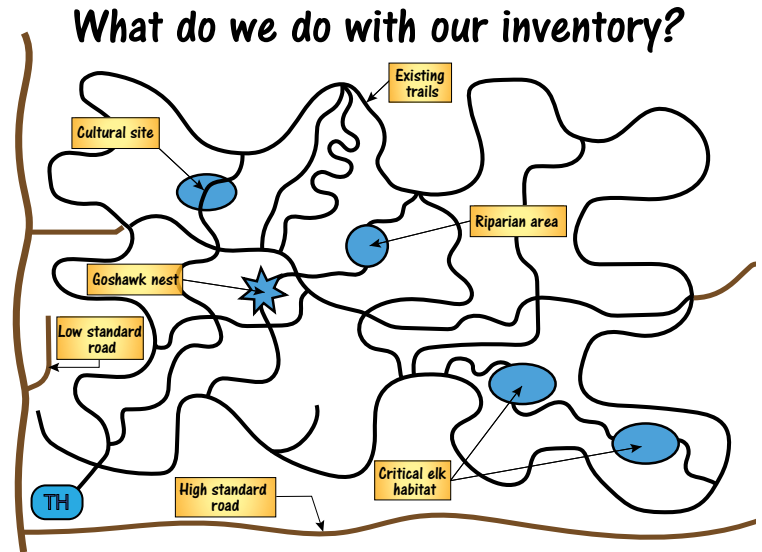 What do we do with our inventory?
Existing
trails
Cultural site
Riparian area
Goshawk nest
Low standard
road
Critical elk
habitat
High standard
road
TH